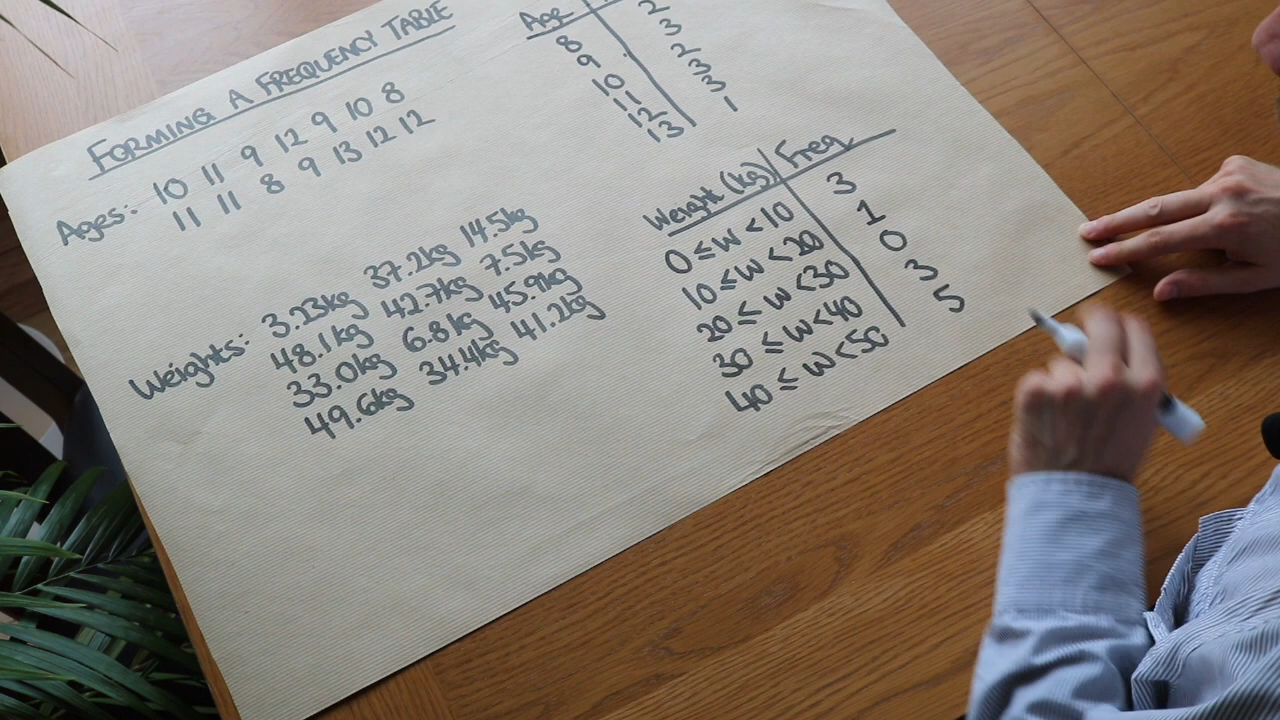 FORMING A FREQUENCY TABLE
Ages: 10 11 9 12 9 10 8
11 11 8 9 13 12 12
Weights: 3.23kg 37.2kg 14.5kg
48.1kg 42.7kg 7.5kg
33.0kg 6.8kg 45.9kg
49.6kg 34.4kg 41.2kg
Age
8 2
9 3
10 2
11 3
12 3
13 1
Weight (kg) Freq
0 ≤ w < 10 3
10 ≤ w < 20 1
20 ≤ w < 30 0
30 ≤ w < 40 3
40 ≤ w < 50 5